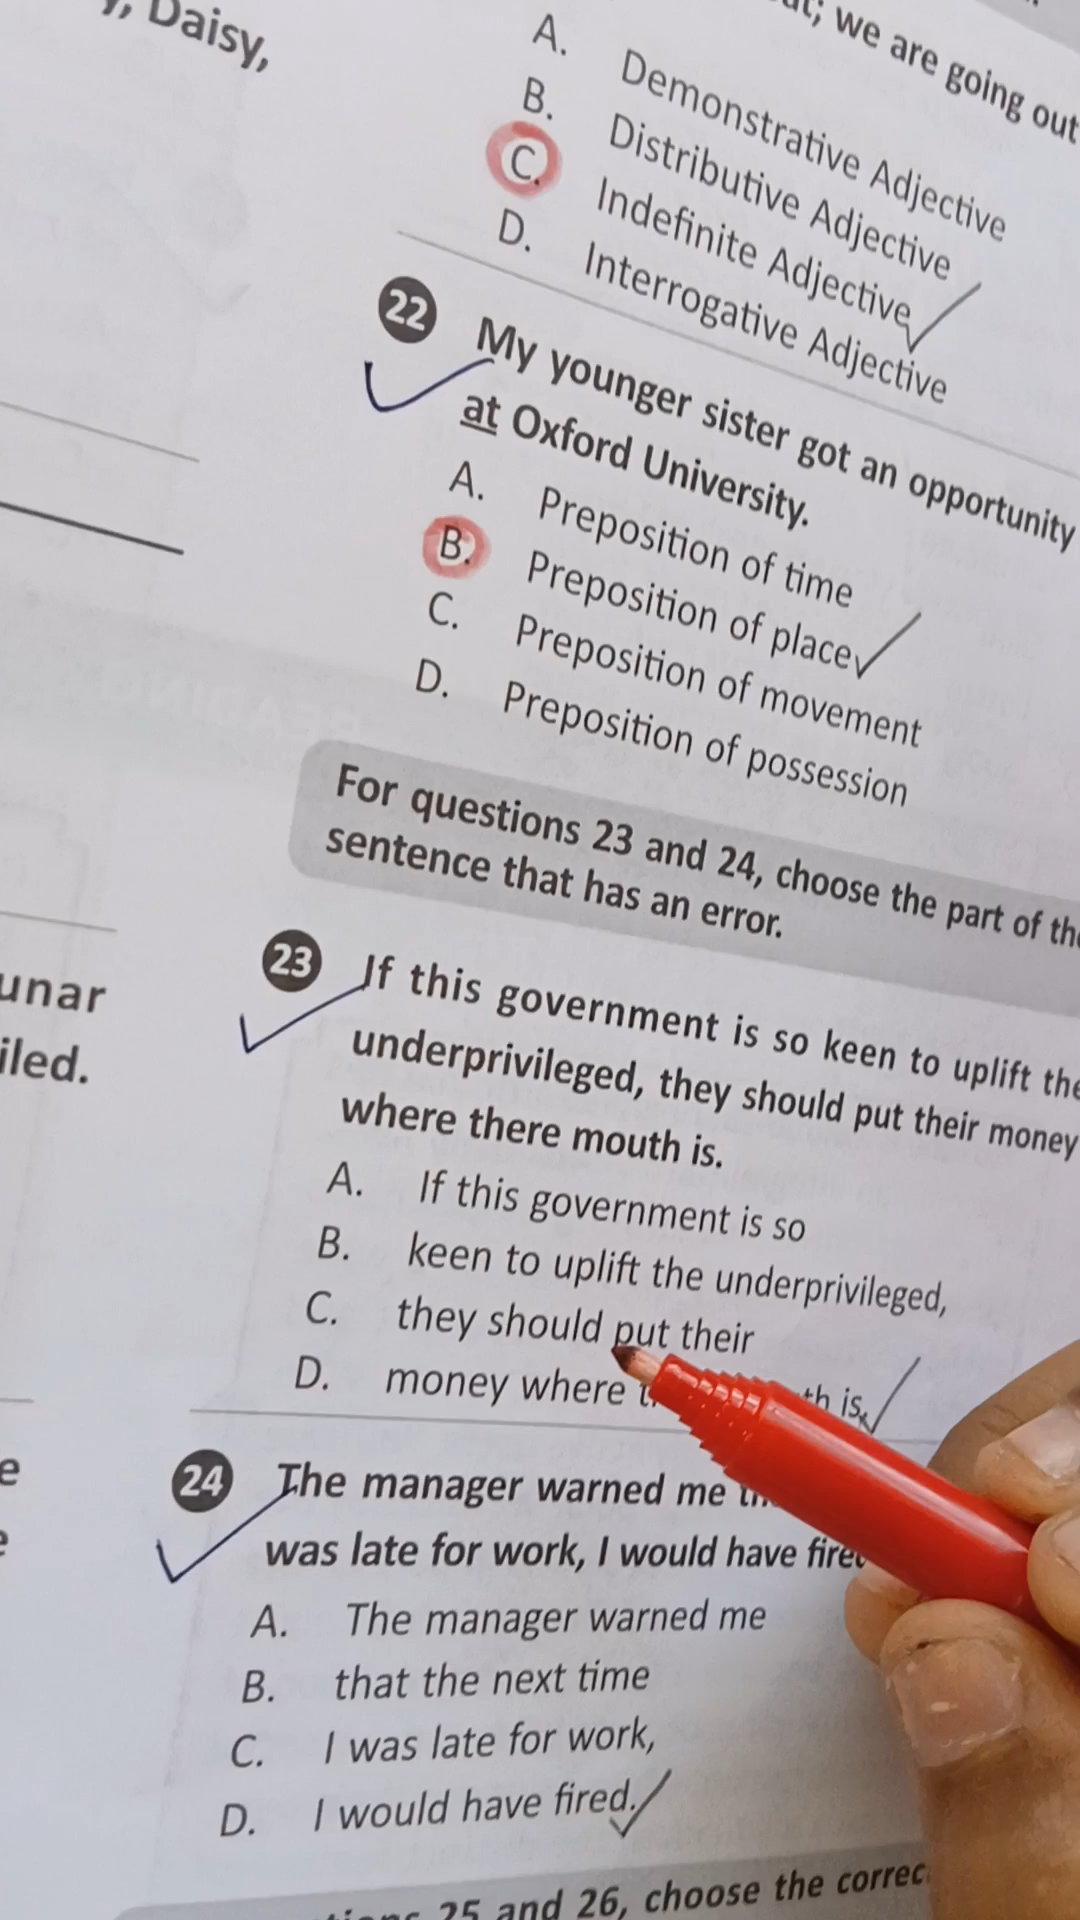 , Daisy,
; we are going out
A. Demonstrative Adjective
B. Distributive Adjective
C. Indefinite Adjective
D. Interrogative Adjective
22 My younger sister got an opportunity
at Oxford University.
A. Preposition of time
B. Preposition of place
C. Preposition of movement
D. Preposition of possession
For questions 23 and 24, choose the part of the
sentence that has an error.
unar
iled.
23 If this government is so keen to uplift the
underprivileged, they should put their money
where there mouth is.
A. If this government is so
B. keen to uplift the underprivileged,
C. they should put their
D. money where is.
e
24 The manager warned me
was late for work, I would have fired
A. The manager warned me
B. that the next time
C. I was late for work,
D. I would have fired.
25 and 26, choose the correc